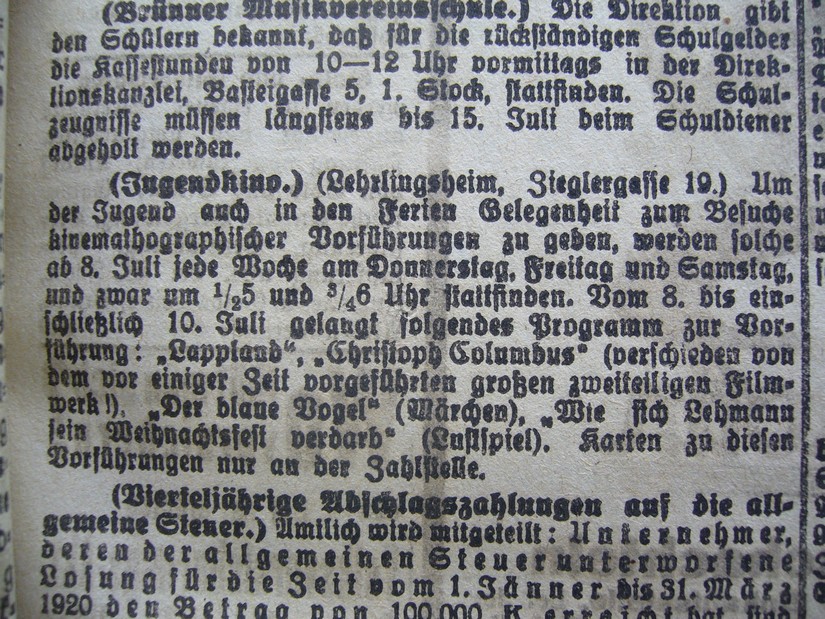 (Brünner Musikvereinsschule.) Die Direktion gibt
den Schülern bekannt, daß für die rückständigen Schulgelder
die Kassestunden von 10—12 Uhr vormittags in der Direk-
tionskanzlei, Basteigasse 5, 1. Stock, stattfinden. Die Schul-
zeugnisse müssen längstens bis 15. Juli beim Schuldiener
abgeholt werden.
(Jugendkino.) (Lehrlingsheim, Zieglergasse 19.) Um
der Jugend auch in den Ferien Gelegenheit zum Besuche
kinemathographischer Vorführungen zu geben, werden solche
ab 8. Juli jede Woche am Donnerstag, Freitag und Samstag,
und zwar um 1/25 und 3/46 Uhr stattfinden. Vom 8. bis ein-
schließlich 10. Juli gelangt folgendes Programm zur Vor-
führung: „Lappland“, „Christoph Columbus“ (verschieden von
dem vor einiger Zeit vorgeführten großen zweiteiligen Film-
werk!), „Der blaue Vogel“ (Märchen), „Wie sich Lehmann
sein Weihnachtsfest verdarb“ (Lustspiel). Karten zu diesen
Vorführungen nur an der Zahlstelle.
(Vierteljährige Abschlagszahlungen auf die all-
gemeine Steuer.) Amtlich wird mitgeteilt: Unternehmer,
deren der allgemeinen Steuer unterworfene
Losung für die Zeit vom 1. Jänner bis 31. März
1920 den Betrag von 100.000 K erreicht hat sind